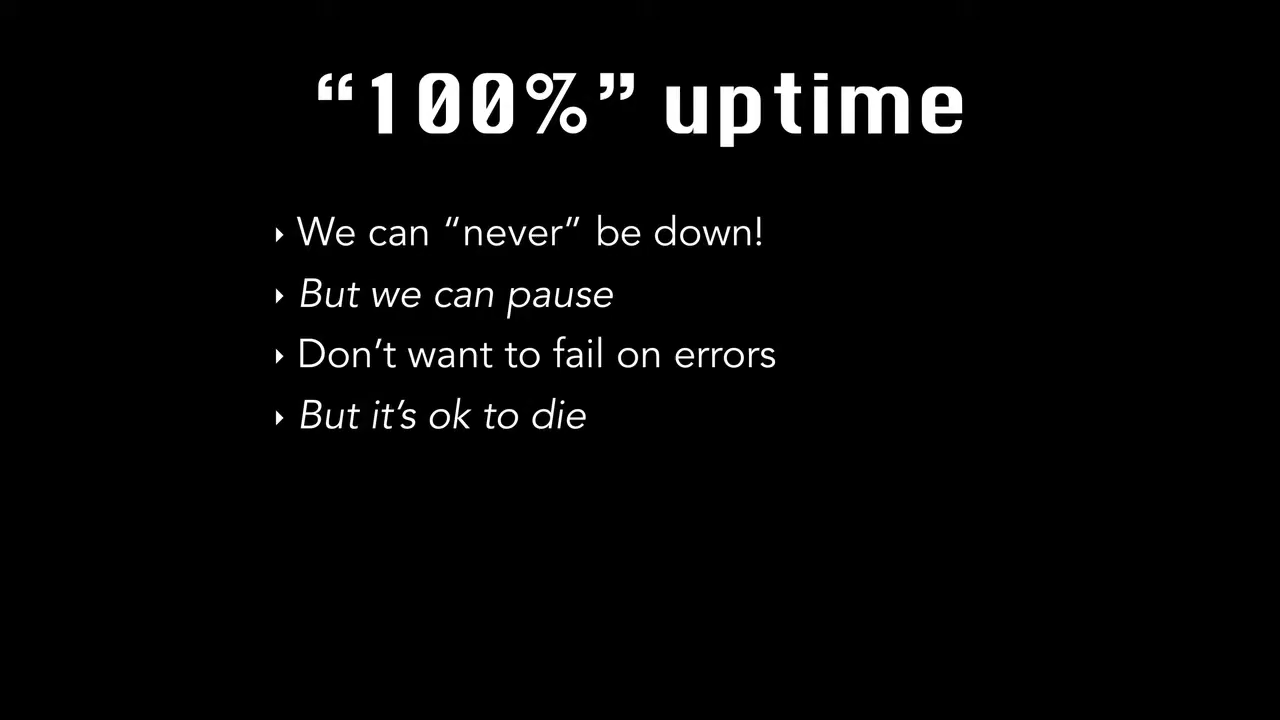 “100%” uptime
‣ We can “never” be down!
‣ But we can pause
‣ Don’t want to fail on errors
‣ But it’s ok to die